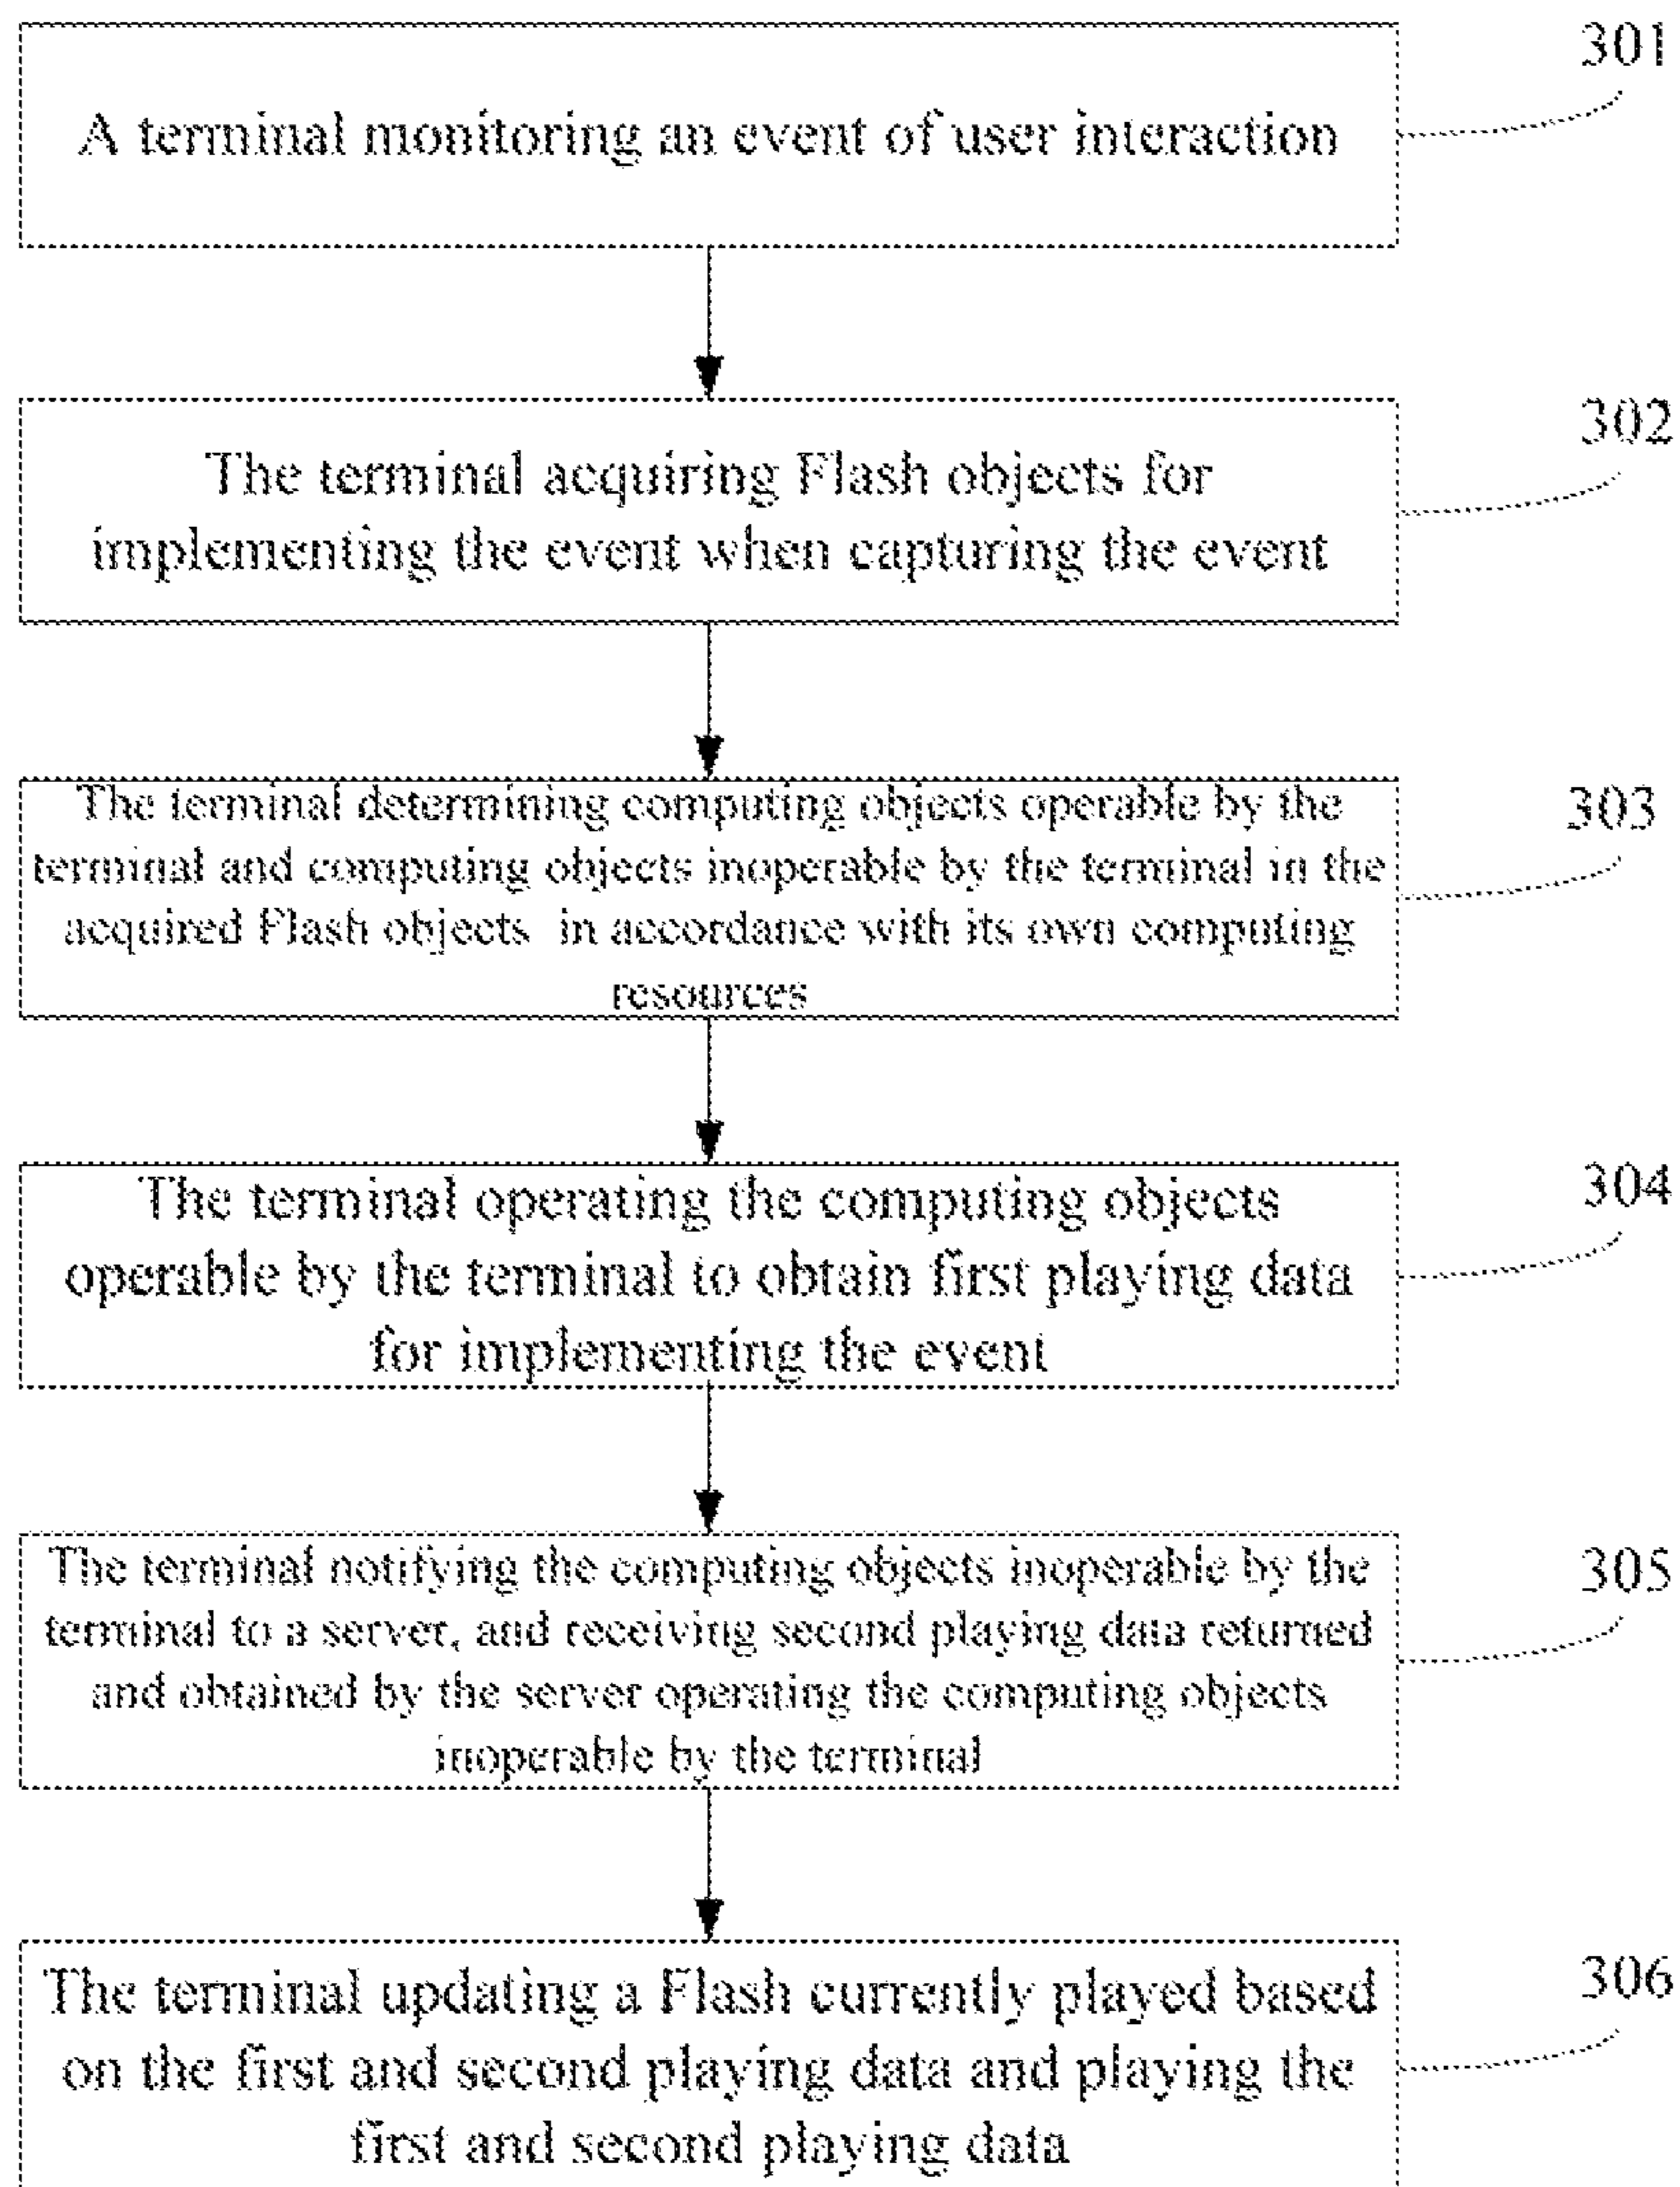 301
A terminal monitoring an event of user interaction
302
The terminal acquiring Flash objects for
implementing the event when capturing the event
303
The terminal determining computing objects operable by the
terminal and computing objects inoperable by the terminal in the
acquired Flash objects in accordance with its own computing
resources
304
The terminal operating the computing objects
operable by the terminal to obtain first playing data
for implementing the event
305
The terminal notifying the computing objects inoperable by the
terminal to a server, and receiving second playing data returned
and obtained by the server operating the computing objects
inoperable by the terminal
306
The terminal updating a Flash currently played based
on the first and second playing data and playing the
first and second playing data